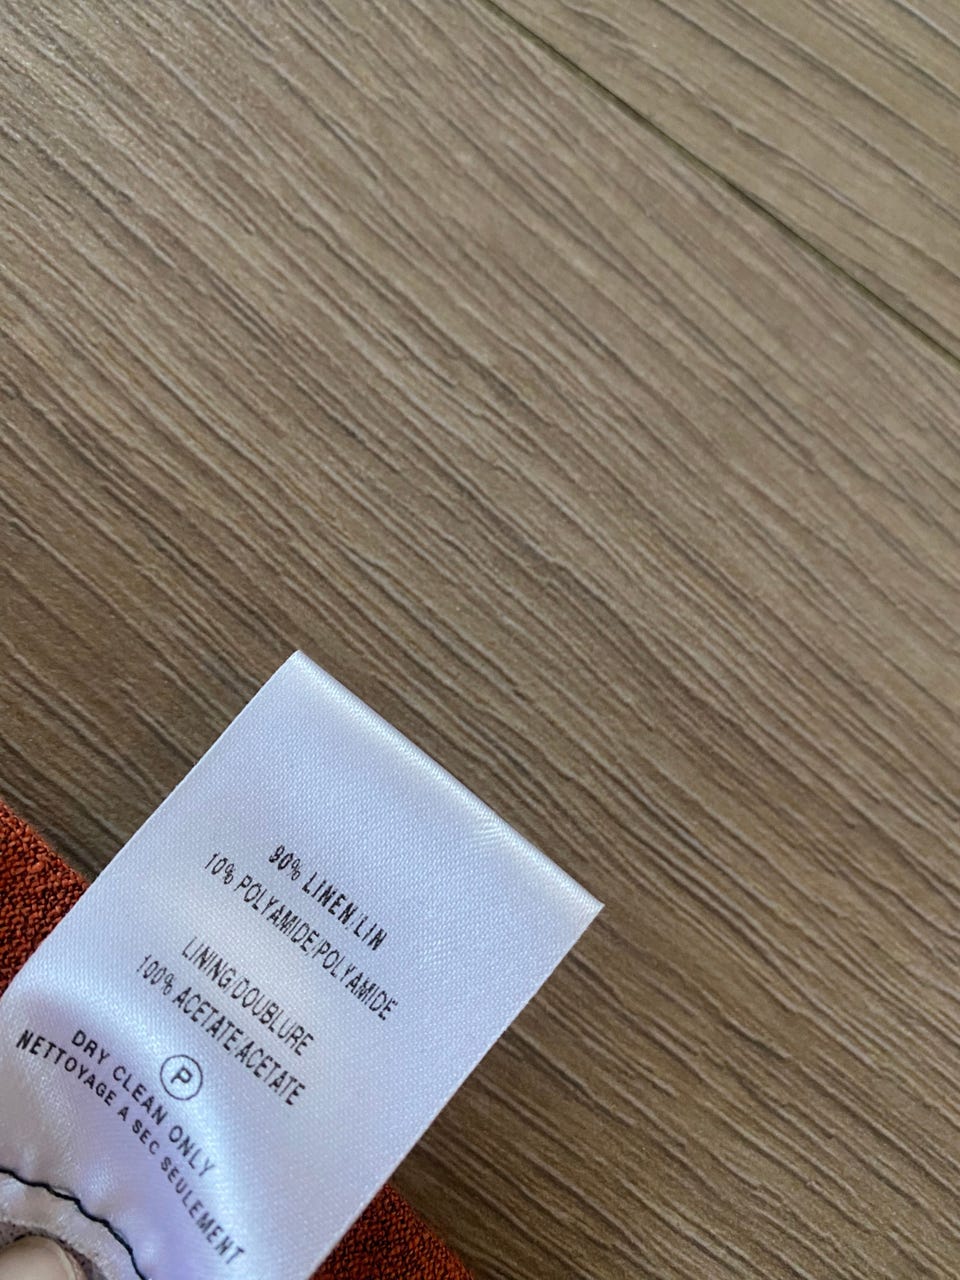 90% LINEN/LIN
10% POLYAMIDE/POLYAMIDE
LINING/DOUBLURE
100% ACETATE/ACETATE
P
DRY CLEAN ONLY
NETTOYAGE A SEC SEULEMENT